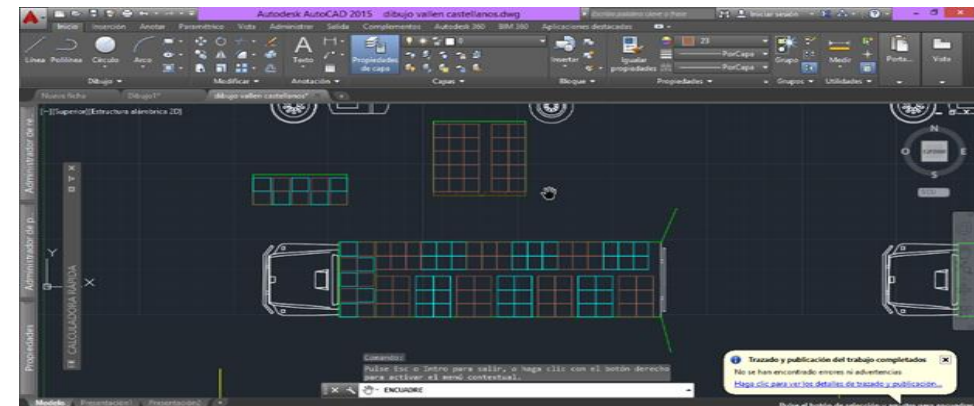 Autodesk AutoCAD 2015 dibujo vallen castellanos.dwg
Iniciar sesión
Inicio Inserción Anotar Paramétrico Vista Administrar Salida Complementos Autodesk 360 BIM 360 Aplicaciones destacadas
Línea Polilínea Círculo Arco Texto Propiedades de capa Insertar Igualar propiedades Grupo Medir Vista
23
PorCapa
PorCapa
Dibujo Modificar Anotación Capas Bloque Propiedades Grupos Utilidades
Nueva ficha Dibujo1* dibujo vallen castellanos*
[-][Superior][Estructura alámbrica 2D]
N
O E
S
Administrador de re...
Administrador de p...
Propiedades
CALCULADORA RÁPIDA
Y
X
Comando:
Pulse Esc o Intro para salir, o haga clic con el botón derecho
para activar el menú contextual.
ENCUADRE
Trazado y publicación del trabajo completados
No se han encontrado errores ni advertencias
Haga clic para ver los detalles de trazado y publicación...
Modelo Presentación1 Presentación2